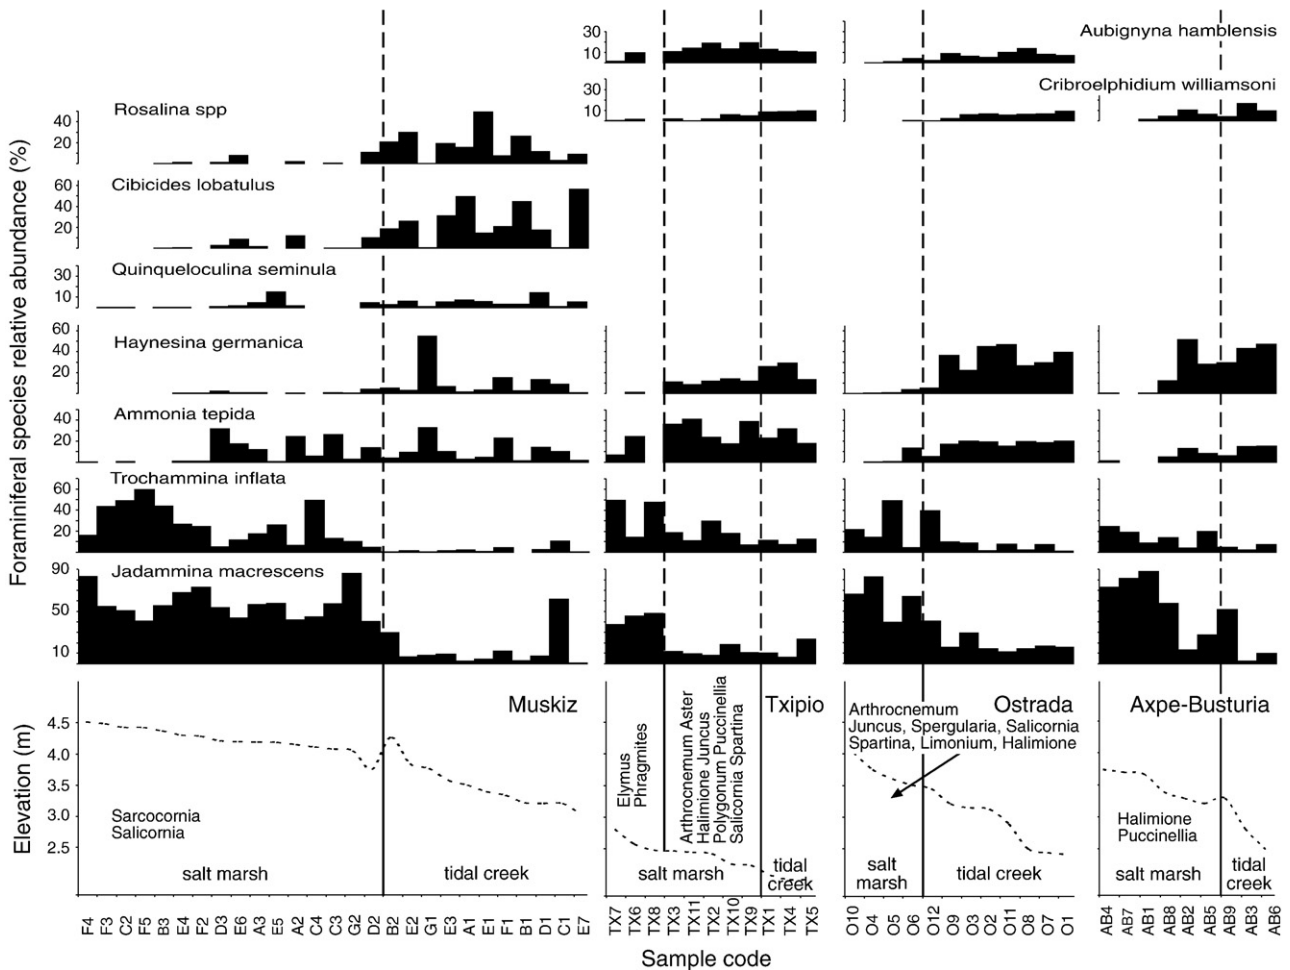 30
10
Aubignyna hamblensis
30
10
Cribroelphidium williamsoni
Foraminiferal species relative abundance (%)
Rosalina spp
40
20
Cibicides lobatulus
60
40
20
Quinqueloculina seminula
30
10
Haynesina germanica
60
40
20
Ammonia tepida
40
20
Trochammina inflata
60
40
20
Jadammina macrescens
90
50
10
Elevation (m)
4.5
4.0
3.5
3.0
2.5
Muskiz
Sarcocornia
Salicornia
salt marsh
tidal creek
Txipio
Elymus
Phragmites
Arthrocnemum Aster
Halimione Juncus
Polygonum Puccinellia
Salicornia Spartina
salt marsh
tidal
creek
Ostrada
Arthrocnemum
Juncus, Spergularia, Salicornia
Spartina, Limonium, Halimione
salt
marsh
tidal creek
Axpe-Busturia
Halimione
Puccinellia
salt marsh
tidal
creek
F4 F3 C2 F5 B3 E4 F2 D3 E6 A3 E5 A2 C4 C3 G2 D2 B2 E2 G1 E3 A1 E1 F1 B1 D1 C1 E7
TX7 TX6 TX8 TX3 TX11 TX2 TX10 TX9 TX1 TX4 TX5
O10 O4 O5 O6 O12 O9 O3 O2 O11 O8 O7 O1
AB4 AB7 AB1 AB8 AB2 AB5 AB9 AB3 AB6
Sample code